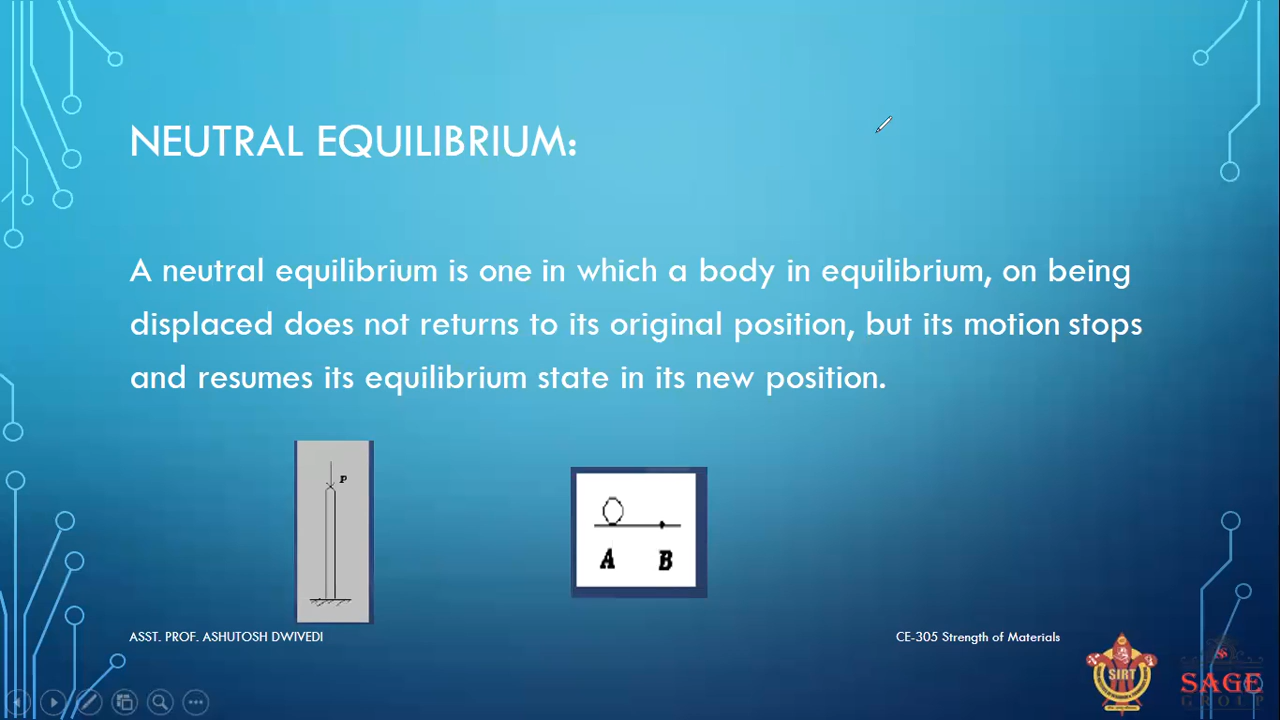 NEUTRAL EQUILIBRIUM:
A neutral equilibrium is one in which a body in equilibrium, on being
displaced does not returns to its original position, but its motion stops
and resumes its equilibrium state in its new position.
P
A B
ASST. PROF. ASHUTOSH DWIVEDI
CE-305 Strength of Materials
SIRT
SAGE
GROUP